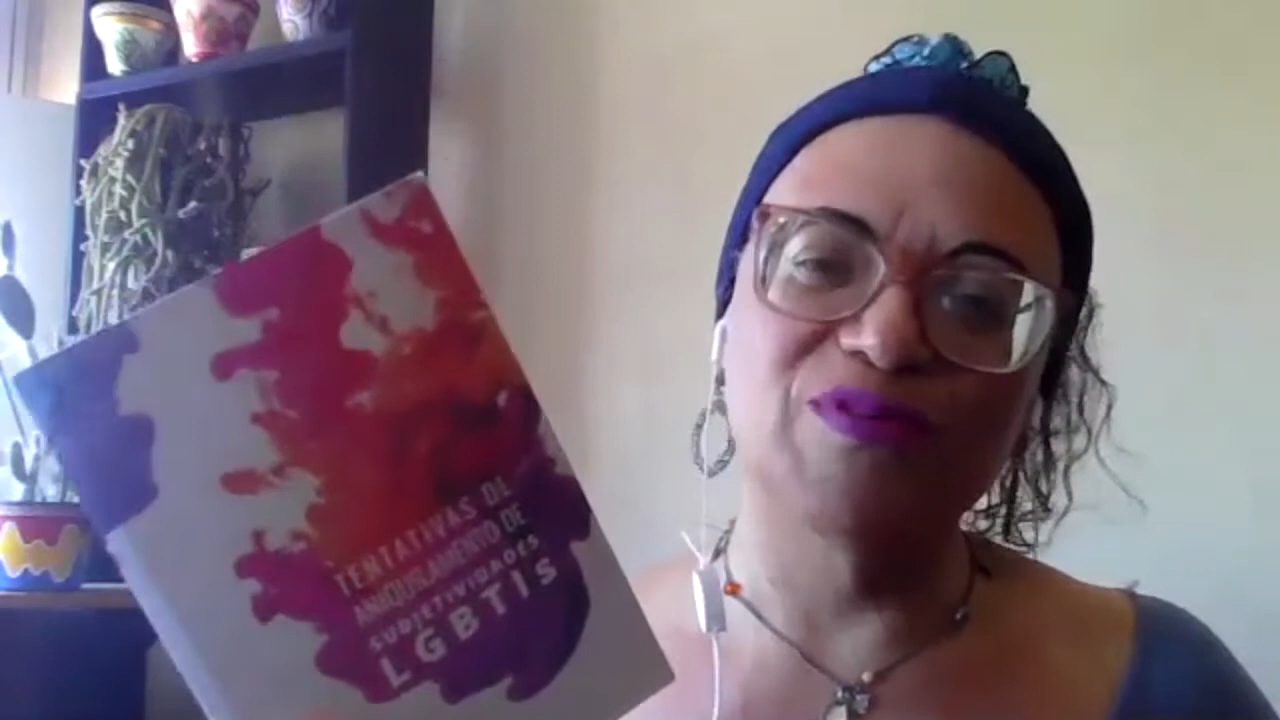 TENTATIVAS DE
ANIQUILAMENTO DE
SUBJETIVIDADES
LGBTIs